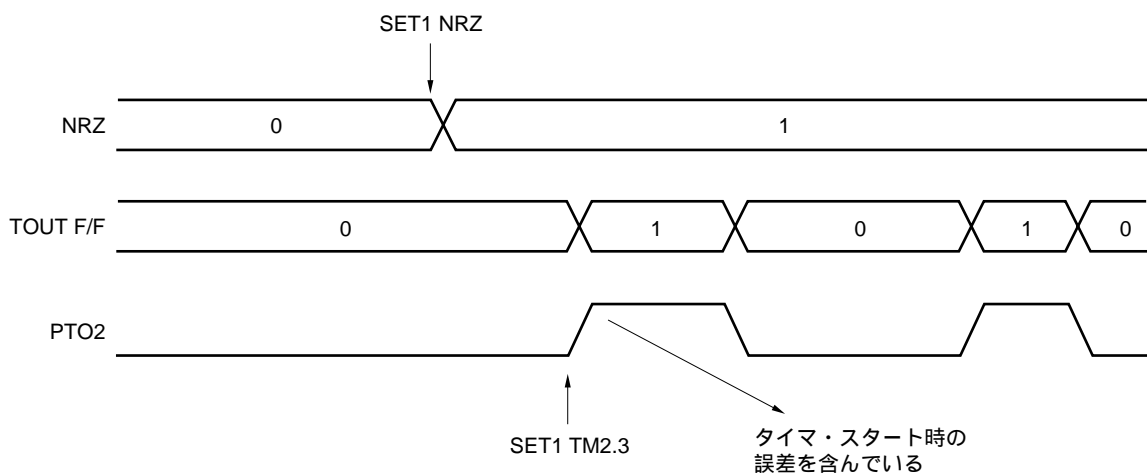 SET1 NRZ
NRZ 0 1
TOUT F/F 0 1 0 1 0
PTO2
SET1 TM2.3
タイマ・スタート時の
誤差を含んでいる